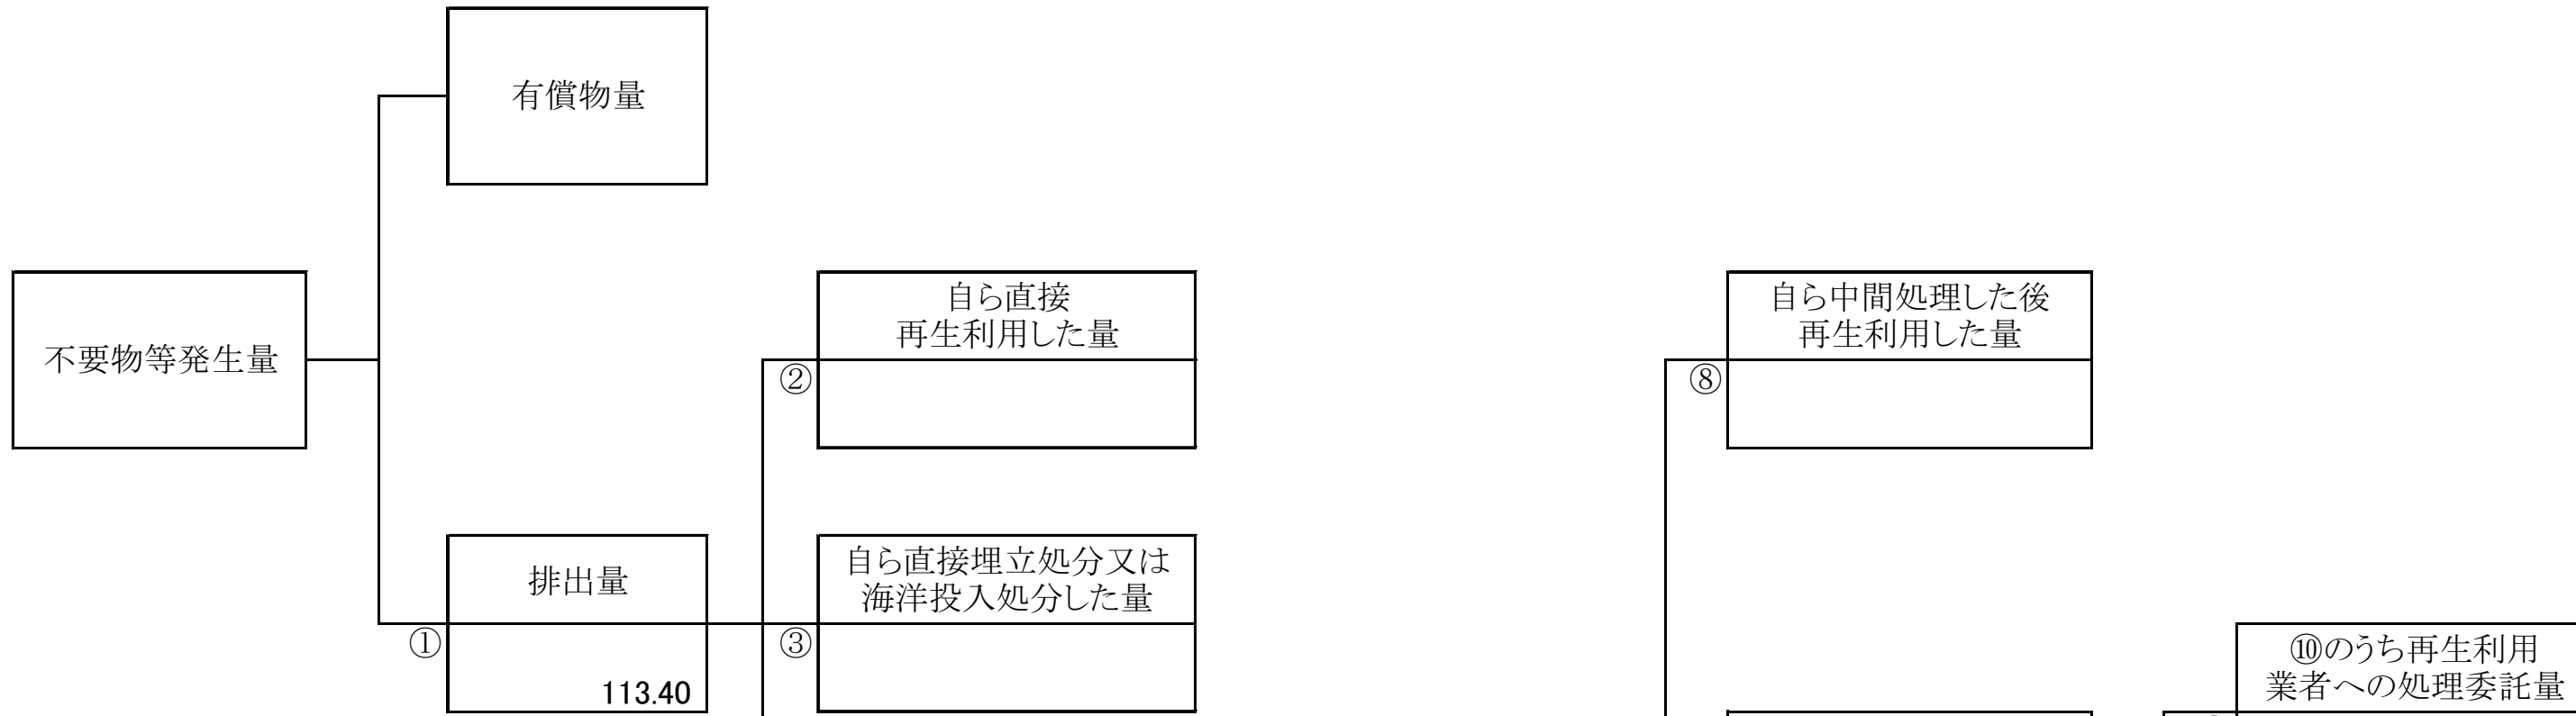 有償物量
不要物等発生量
自ら直接
再生利用した量
②
自ら中間処理した後
再生利用した量
⑧
排出量
①
113.40
自ら直接埋立処分又は
海洋投入処分した量
③
⑩のうち再生利用
業者への処理委託量